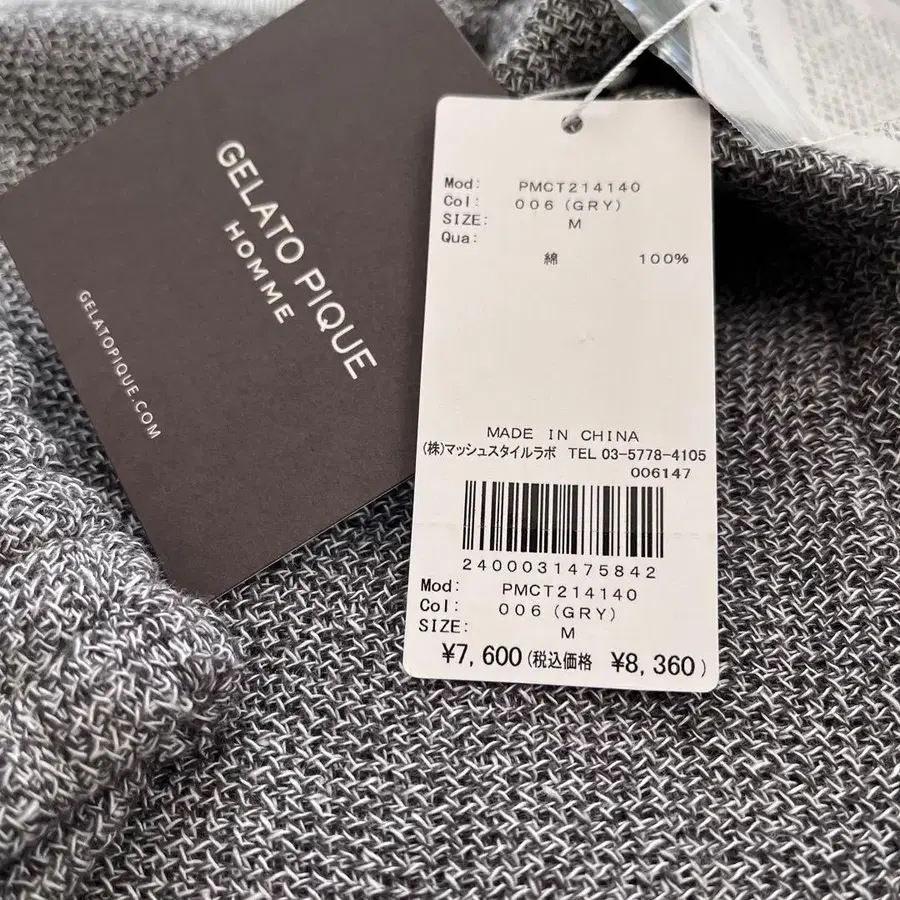 GELATO PIQUE
HOMME
GELATOPIQUE.COM
Mod: PMCT214140
Col: 006 (GRY)
SIZE: M
Qua:
綿 100%
MADE IN CHINA
(株)マッシュスタイルラボ TEL 03-5778-4105
006147
2400031475842
Mod: PMCT214140
Col: 006 (GRY)
SIZE: M
¥7,600 (税込価格 ¥8,360)